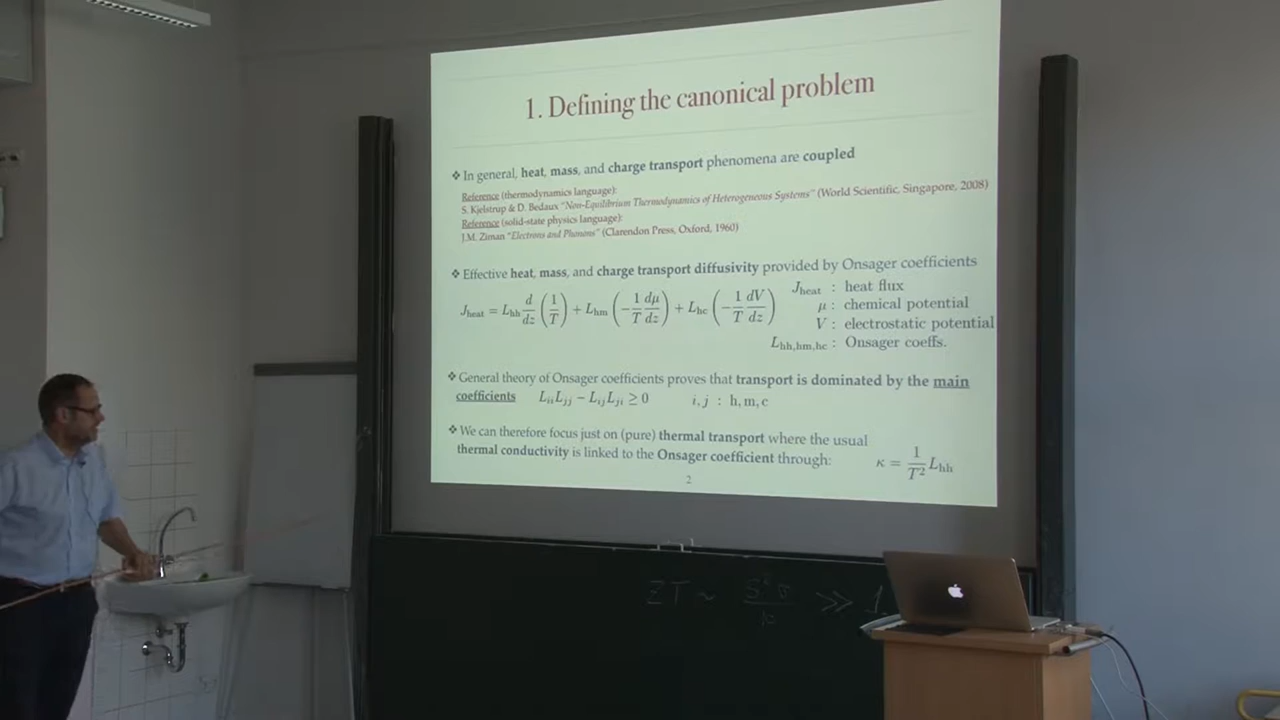 1. Defining the canonical problem
❖ In general, heat, mass, and charge transport phenomena are coupled
Reference (thermodynamics language):
S. Kjelstrup & D. Bedaux "Non-Equilibrium Thermodynamics of Heterogeneous Systems" (World Scientific, Singapore, 2008)
Reference (solid-state physics language):
J.M. Ziman "Electrons and Phonons" (Clarendon Press, Oxford, 1960)
❖ Effective heat, mass, and charge transport diffusivity provided by Onsager coefficients
J_heat = L_hh d/dz (1/T) + L_hm (−1/T dμ/dz) + L_hc (−1/T dV/dz)
J_heat : heat flux
μ : chemical potential
V : electrostatic potential
L_hh,hm,hc : Onsager coeffs.
❖ General theory of Onsager coefficients proves that transport is dominated by the main
coefficients L_ii L_jj − L_ij L_ji ≥ 0 i, j : h, m, c
❖ We can therefore focus just on (pure) thermal transport where the usual
thermal conductivity is linked to the Onsager coefficient through: κ = 1/T² L_hh
2
ZT ~ S²σ/κ ≫ 1